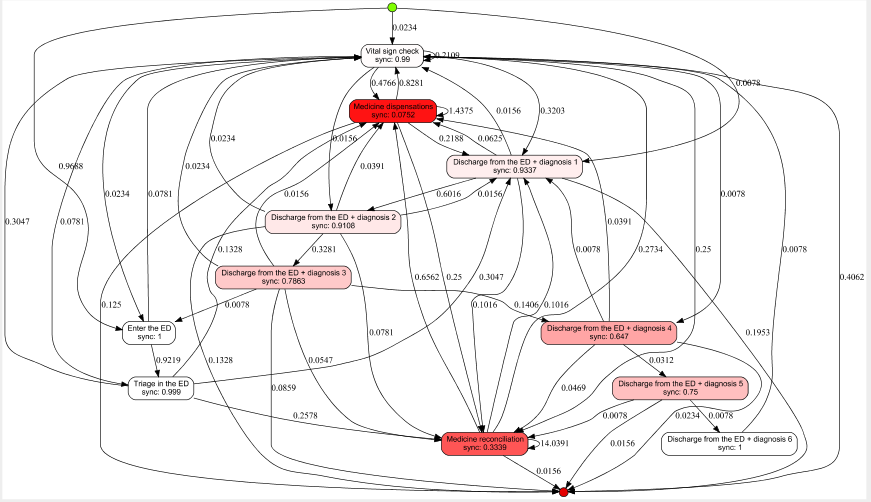 0.0234
Vital sign check
sync: 0.99
0.2109
0.0078
0.4766
0.8281
Medicine dispensations
sync: 0.0752
1.4375
0.0156
0.3203
0.0234
0.0156
0.2188
0.0625
0.9688
0.0234
0.0391
Discharge from the ED + diagnosis 1
sync: 0.9337
0.0234
0.0781
0.0156
0.6016
0.0156
0.0078
0.3047
0.0781
Discharge from the ED + diagnosis 2
sync: 0.9108
0.0391
0.1328
0.3281
0.0078
0.2734
0.25
0.0078
Discharge from the ED + diagnosis 3
sync: 0.7863
0.6562
0.25
0.3047
0.4062
0.125
0.0078
0.1016
0.1406
0.1016
Enter the ED
sync: 1
0.0781
Discharge from the ED + diagnosis 4
sync: 0.647
0.1953
0.9219
0.1328
0.0547
0.0312
Triage in the ED
sync: 0.999
0.0859
0.0469
Discharge from the ED + diagnosis 5
sync: 0.75
0.2578
0.0078
0.0234
0.0078
Medicine reconciliation
sync: 0.3339
14.0391
0.0156
Discharge from the ED + diagnosis 6
sync: 1
0.0156